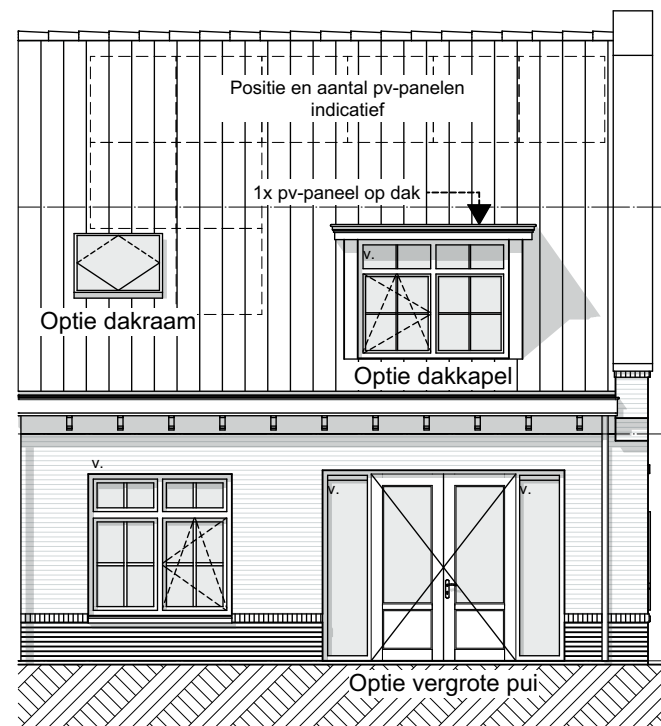 Positie en aantal pv-panelen
indicatief
1x pv-paneel op dak
v.
Optie dakraam
Optie dakkapel
v.
v.
v.
Optie vergrote pui